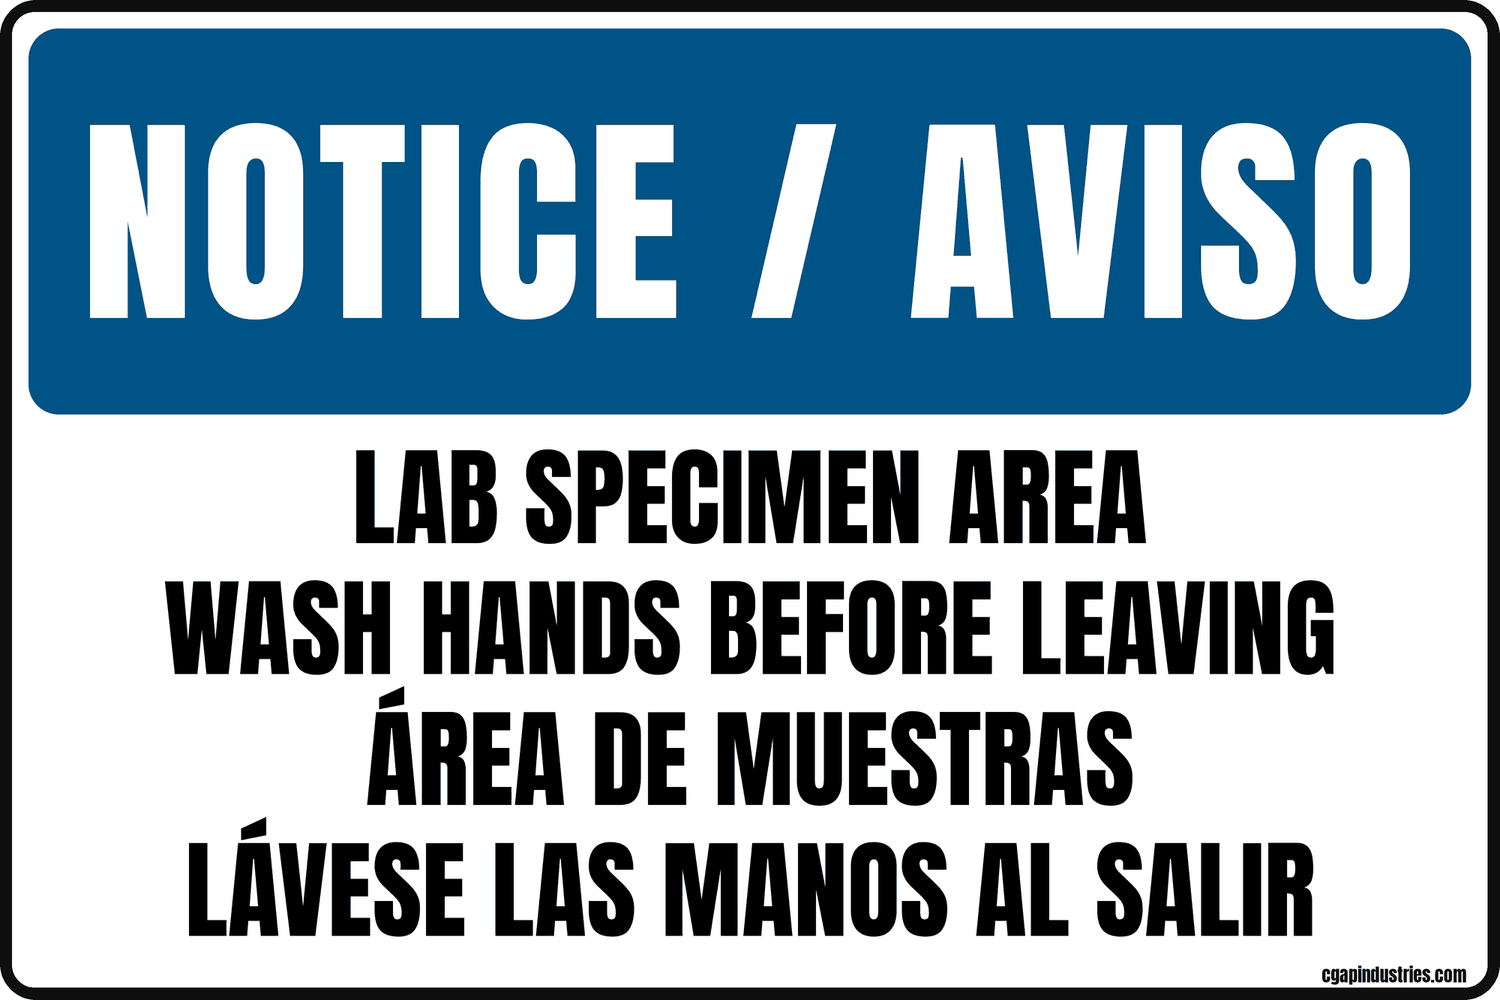 NOTICE / AVISO
LAB SPECIMEN AREA
WASH HANDS BEFORE LEAVING
ÁREA DE MUESTRAS
LÁVESE LAS MANOS AL SALIR
cgapindustries.com